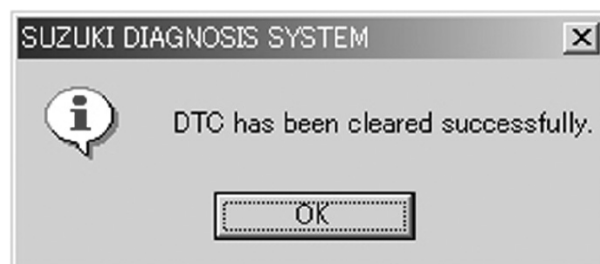 SUZUKI DIAGNOSIS SYSTEM
DTC has been cleared successfully.
OK